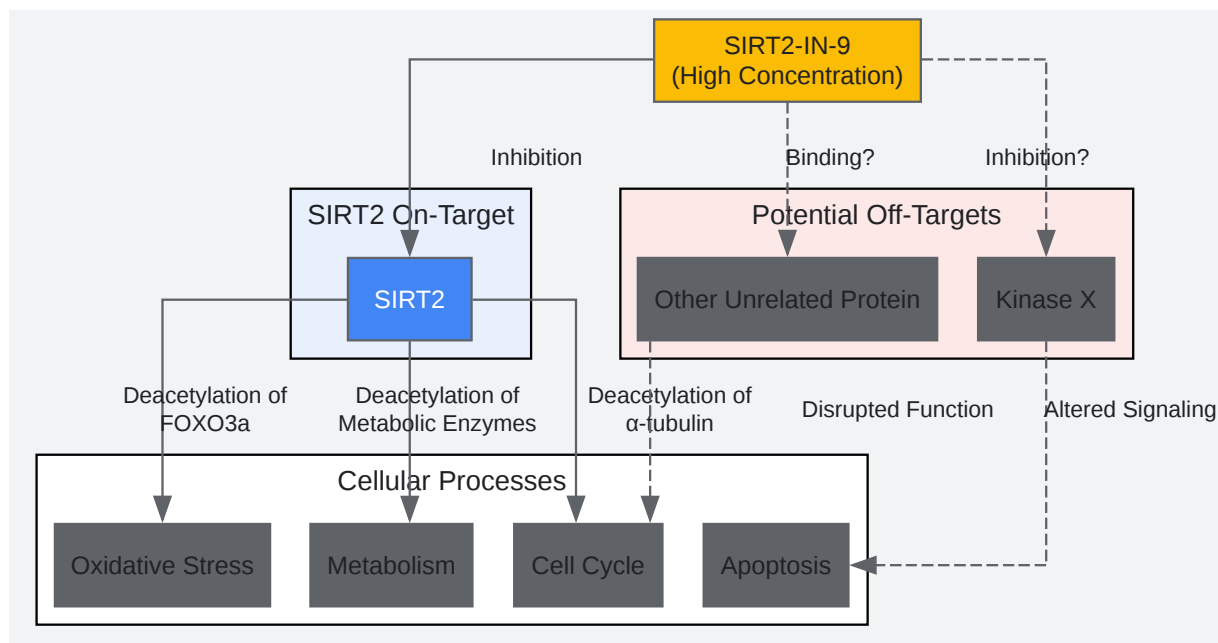 SIRT2-IN-9
(High Concentration)
Inhibition
Binding?
Inhibition?
SIRT2 On-Target
Potential Off-Targets
SIRT2
Other Unrelated Protein
Kinase X
Deacetylation of
FOXO3a
Deacetylation of
Metabolic Enzymes
Deacetylation of
α-tubulin
Disrupted Function
Altered Signaling
Cellular Processes
Oxidative Stress
Metabolism
Cell Cycle
Apoptosis